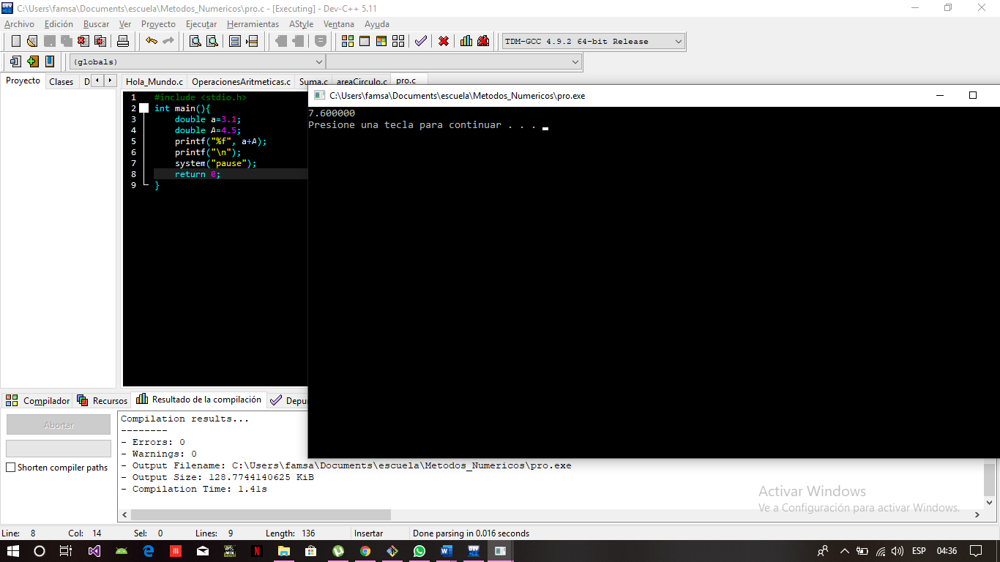 C:\Users\famsa\Documents\escuela\Metodos_Numericos\pro.c - [Executing] - Dev-C++ 5.11
Archivo Edición Buscar Ver Proyecto Ejecutar Herramientas AStyle Ventana Ayuda
TDM-GCC 4.9.2 64-bit Release
(globals)
Proyecto Clases D
Hola_Mundo.c OperacionesAritmeticas.c Suma.c areaCirculo.c pro.c
1 #include <stdio.h>
2 int main(){
3 double a=3.1;
4 double A=4.5;
5 printf("%f", a+A);
6 printf("\n");
7 system("pause");
8 return 0;
9 }
C:\Users\famsa\Documents\escuela\Metodos_Numericos\pro.exe
7.600000
Presione una tecla para continuar . . .
Compilador Recursos Resultado de la compilación Depu
Abortar
Shorten compiler paths
Compilation results...
--------
- Errors: 0
- Warnings: 0
- Output Filename: C:\Users\famsa\Documents\escuela\Metodos_Numericos\pro.exe
- Output Size: 128.7744140625 KiB
- Compilation Time: 1.41s
Activar Windows
Ve a Configuración para activar Windows.
Line: 8 Col: 14 Sel: 0 Lines: 9 Length: 136 Insertar Done parsing in 0.016 seconds
ESP 04:36